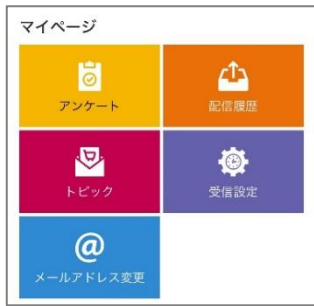 マイページ
アンケート
配信履歴
トピック
受信設定
@
メールアドレス変更